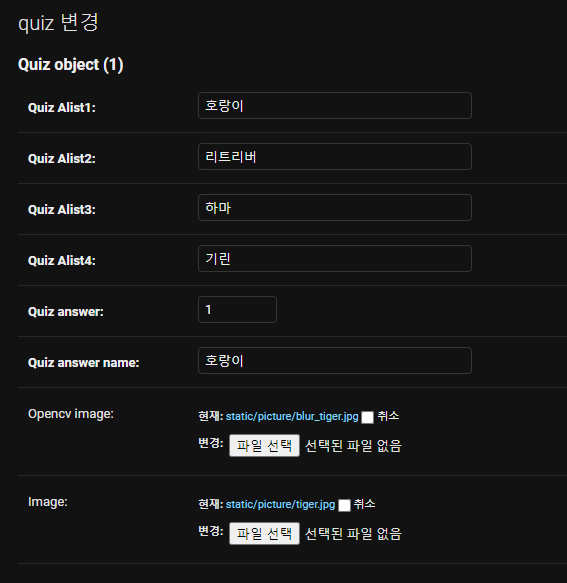 quiz 변경
Quiz object (1)
Quiz Alist1: 호랑이
Quiz Alist2: 리트리버
Quiz Alist3: 하마
Quiz Alist4: 기린
Quiz answer: 1
Quiz answer name: 호랑이
Opencv image: 현재: static/picture/blur_tiger.jpg 취소
변경: 파일 선택 선택된 파일 없음
Image: 현재: static/picture/tiger.jpg 취소
변경: 파일 선택 선택된 파일 없음